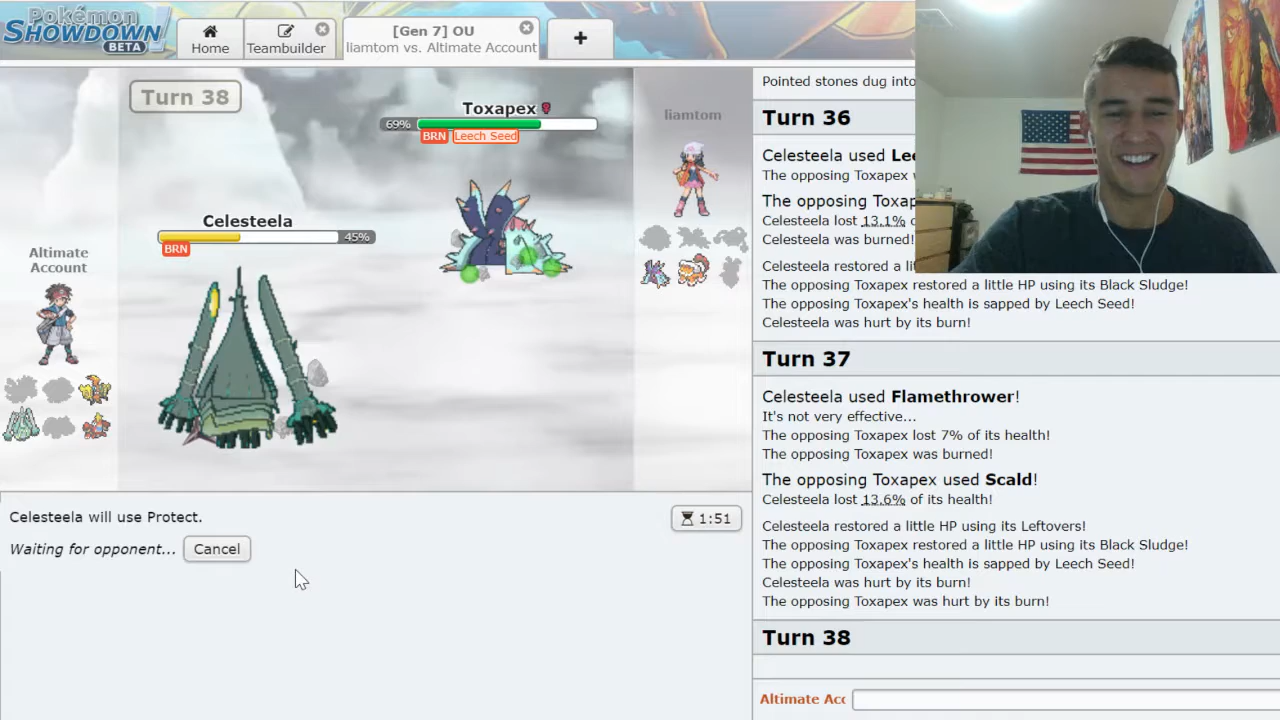 Pokémon
SHOWDOWN
BETA
Home
Teambuilder
[Gen 7] OU
liamtom vs. Altimate Account
+
Turn 38
Toxapex
69%
BRN Leech Seed
Celesteela
45%
BRN
Altimate
Account
liamtom
Celesteela will use Protect.
1:51
Waiting for opponent... Cancel
Pointed stones dug into
Turn 36
Celesteela used
The opposing Toxapex
The opposing Toxapex
Celesteela lost 13.1%
Celesteela was burned!
Celesteela restored a
The opposing Toxapex restored a little HP using its Black Sludge!
The opposing Toxapex's health is sapped by Leech Seed!
Celesteela was hurt by its burn!
Turn 37
Celesteela used Flamethrower!
It's not very effective...
The opposing Toxapex lost 7% of its health!
The opposing Toxapex was burned!
The opposing Toxapex used Scald!
Celesteela lost 13.6% of its health!
Celesteela restored a little HP using its Leftovers!
The opposing Toxapex restored a little HP using its Black Sludge!
The opposing Toxapex's health is sapped by Leech Seed!
Celesteela was hurt by its burn!
The opposing Toxapex was hurt by its burn!
Turn 38
Altimate Acc